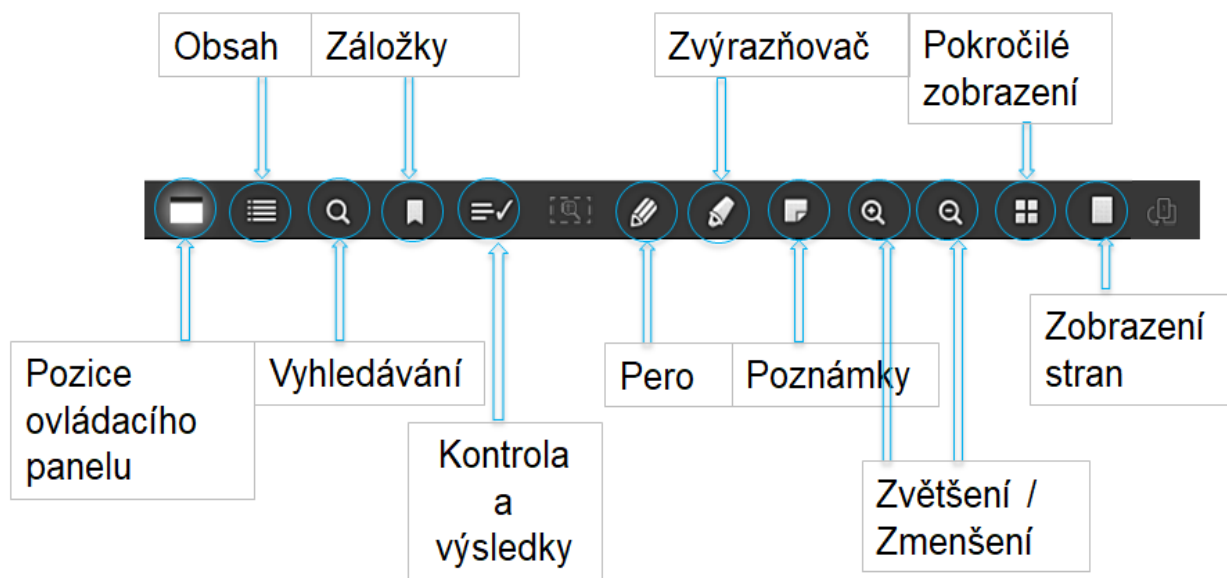 Obsah
Záložky
Zvýrazňovač
Pokročilé
zobrazení
Pozice
ovládacího
panelu
Vyhledávání
Kontrola
a
výsledky
Pero
Poznámky
Zvětšení /
Zmenšení
Zobrazení
stran